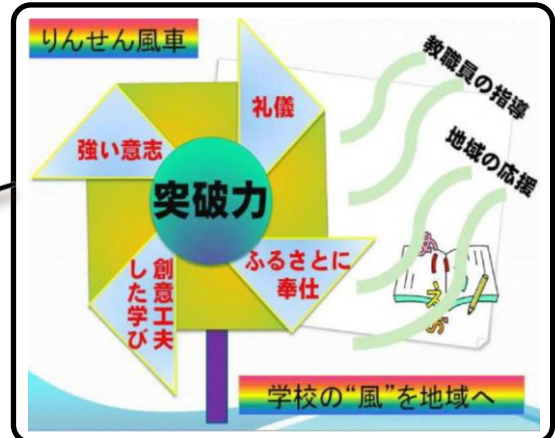 りんせん風車
礼儀
強い意志
突破力
ふるさとに
奉仕
創意工夫
した学び
教職員の指導
地域の応援
学校の“風”を地域へ